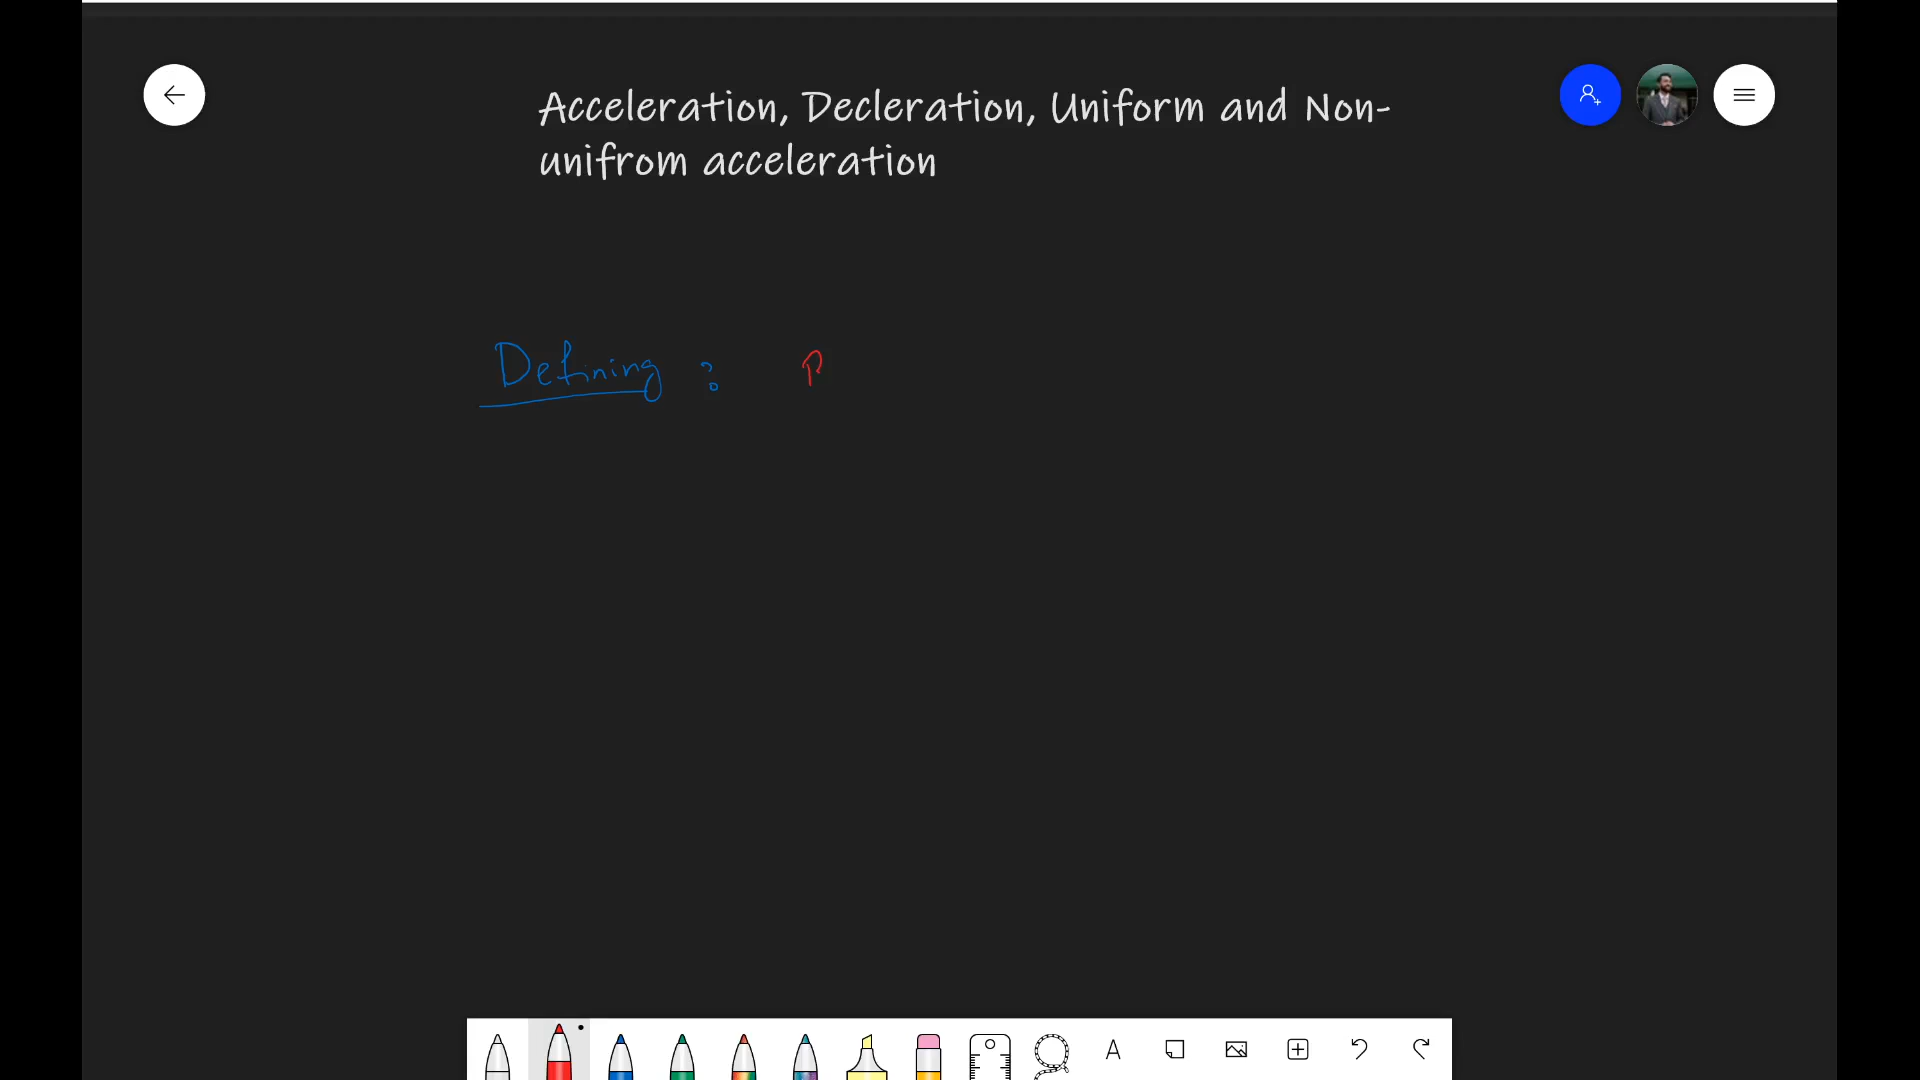 Acceleration, Decleration, Uniform and Non-
unifrom acceleration
Defining :